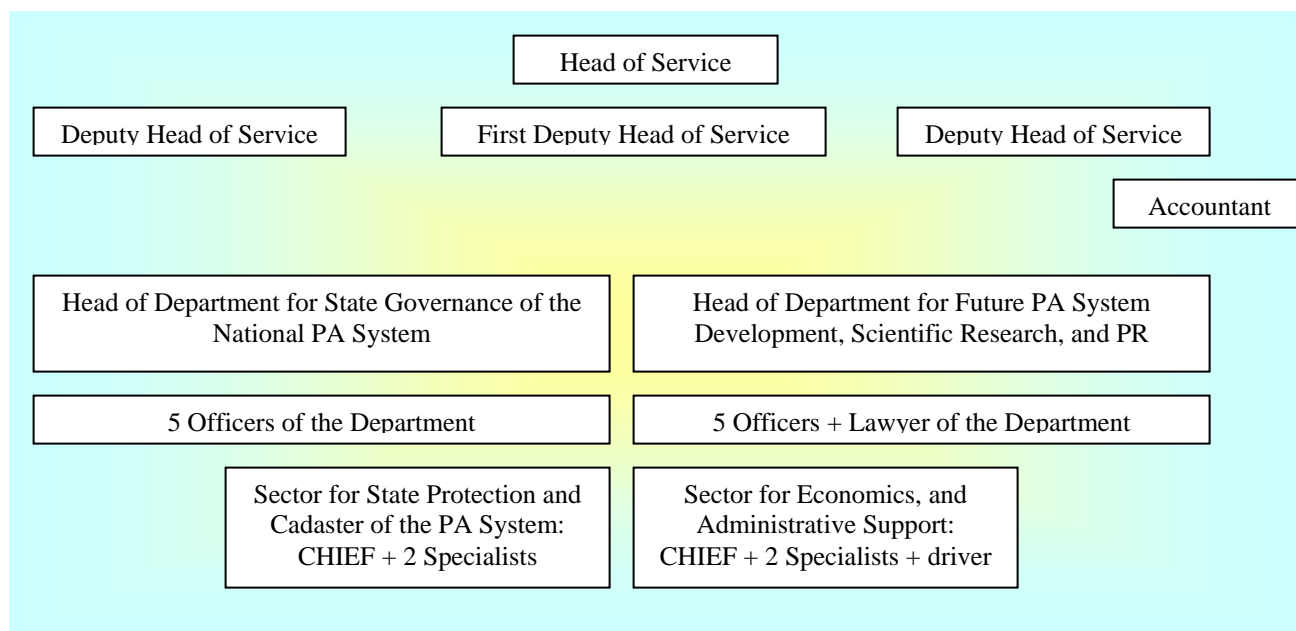 Head of Service
Deputy Head of Service
First Deputy Head of Service
Deputy Head of Service
Accountant
Head of Department for State Governance of the
National PA System
Head of Department for Future PA System
Development, Scientific Research, and PR
5 Officers of the Department
5 Officers + Lawyer of the Department
Sector for State Protection and
Cadaster of the PA System:
CHIEF + 2 Specialists
Sector for Economics, and
Administrative Support:
CHIEF + 2 Specialists + driver